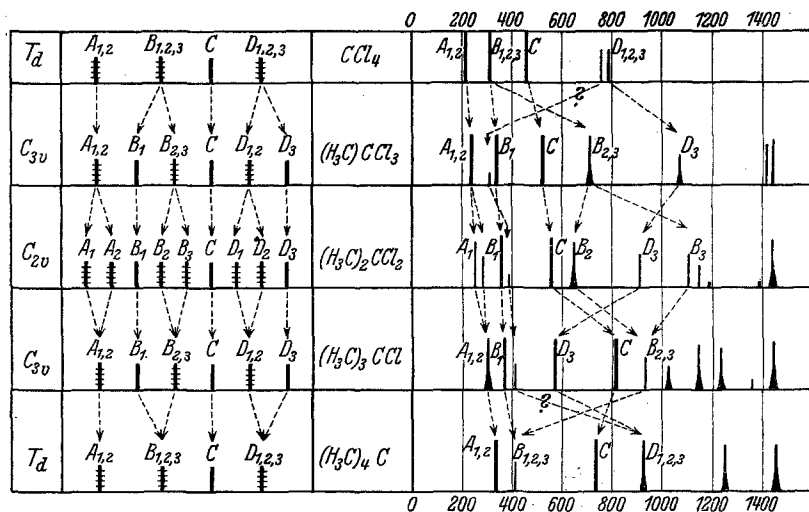 0 200 400 600 800 1000 1200 1400
T_d A_{1,2} B_{1,2,3} C D_{1,2,3} CCl_4 A_{1,2} B_{1,2,3} C D_{1,2,3}
?
C_{3v} A_{1,2} B_1 B_{2,3} C D_{1,2} D_3 (H_3C)CCl_3 A_{1,2} B_1 C B_{2,3} D_3
C_{2v} A_1 A_2 B_1 B_2 B_3 C D_1 D_2 D_3 (H_3C)_2CCl_2 A_1 B_1 C B_2 D_3 B_3
C_{3v} A_{1,2} B_1. B_{2,3} C D_{1,2} D_3 (H_3C)_3CCl A_{1,2} B_1 D_3 C B_{2,3}
?
T_d A_{1,2} B_{1,2,3} C D_{1,2,3} (H_3C)_4C A_{1,2} B_{1,2,3} C D_{1,2,3}
0 200 400 600 800 1000 1200 1400